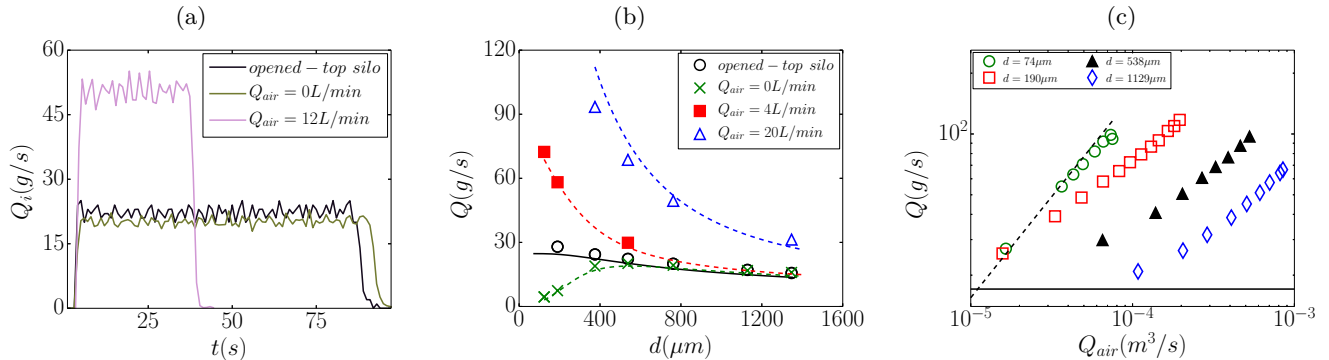 (a)
60
45
30
15
0
25
50
75
Q_i(g/s)
t(s)
opened−top silo
Q_air = 0L/min
Q_air = 12L/min
(b)
120
90
60
30
0
0
400
800
1200
1600
Q(g/s)
d(μm)
opened−top silo
Q_air = 0L/min
Q_air = 4L/min
Q_air = 20L/min
(c)
10^2
10^-5
10^-4
10^-3
Q(g/s)
Q_air(m^3/s)
d = 74μm
d = 190μm
d = 538μm
d = 1129μm